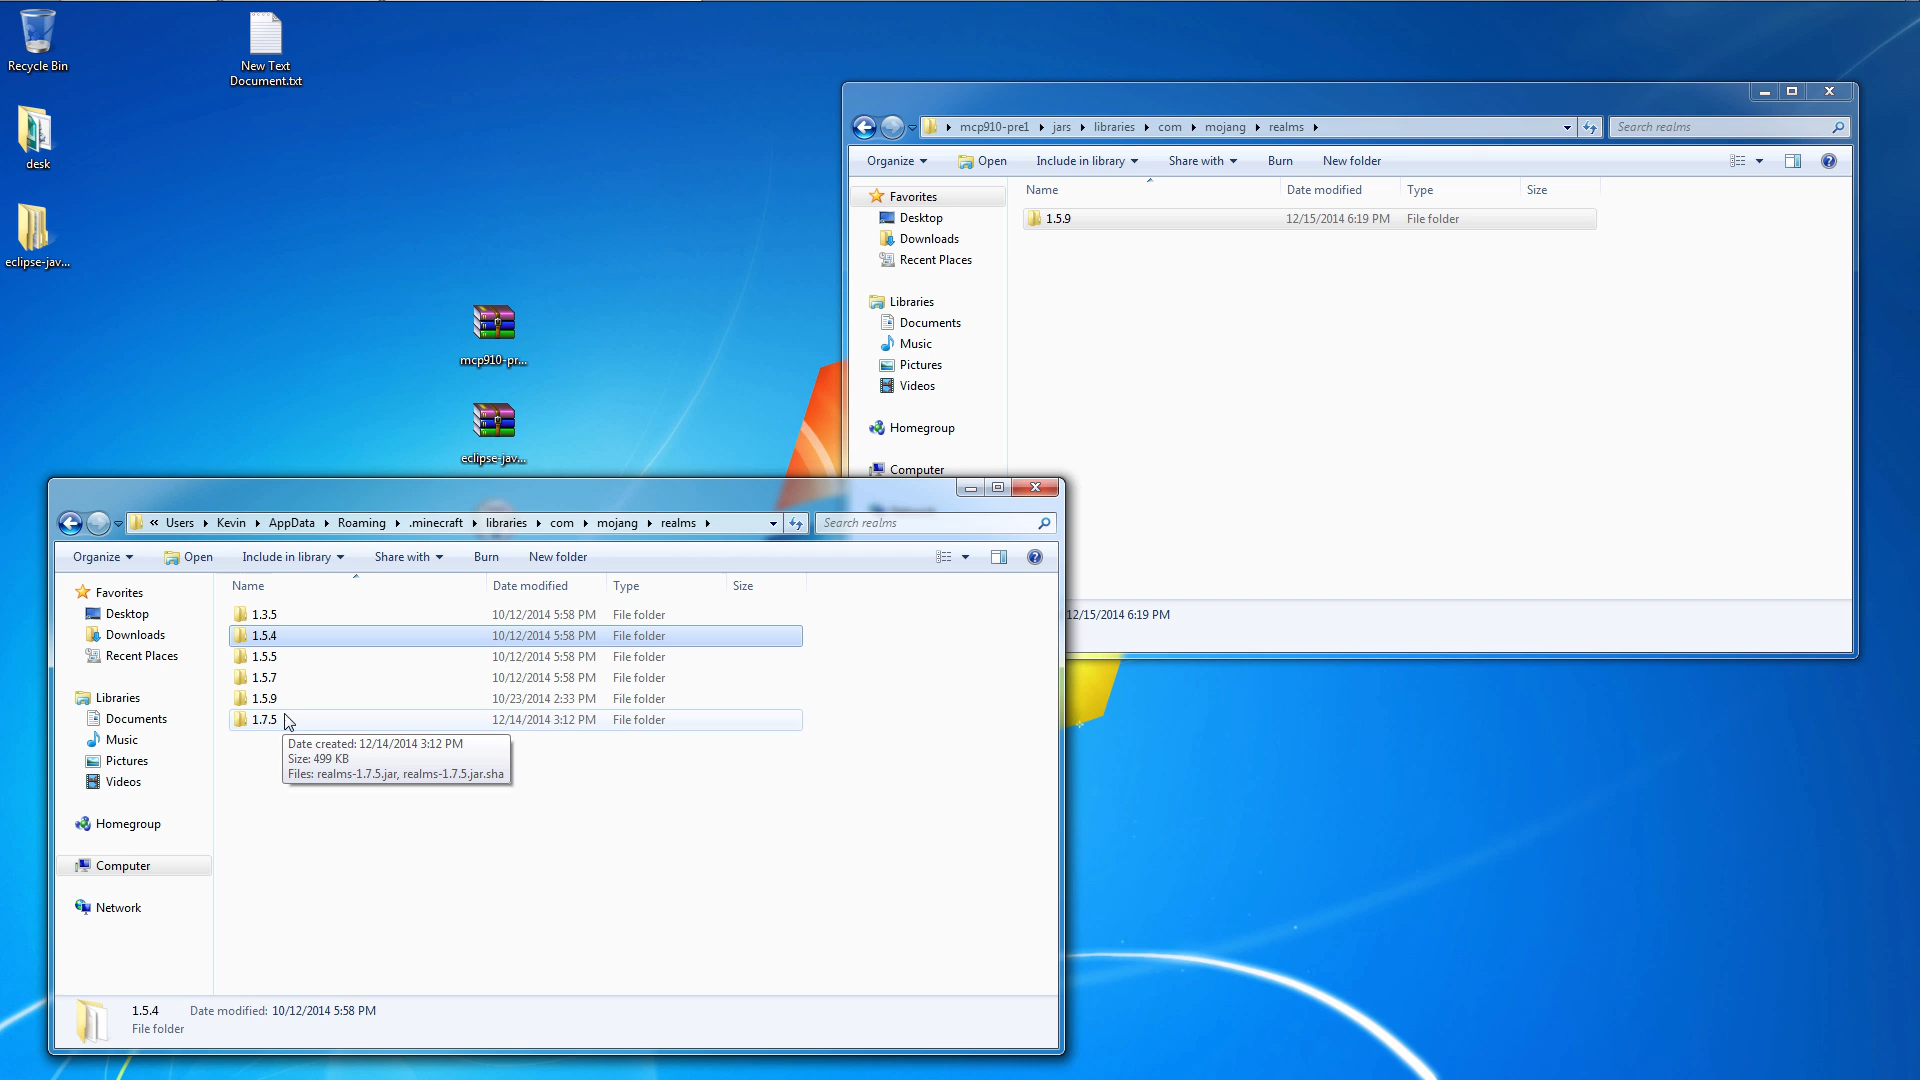 Recycle Bin
New Text
Document.txt
desk
eclipse-jav...
mcp910-pr...
eclipse-jav...
mcp910-pre1 jars libraries com mojang realms
Search realms
Organize Open Include in library Share with Burn New folder
Name Date modified Type Size
1.5.9 12/15/2014 6:19 PM File folder
Favorites
Desktop
Downloads
Recent Places
Libraries
Documents
Music
Pictures
Videos
Homegroup
Computer
12/15/2014 6:19 PM
« Users Kevin AppData Roaming .minecraft libraries com mojang realms
Search realms
Organize Open Include in library Share with Burn New folder
Name Date modified Type Size
1.3.5 10/12/2014 5:58 PM File folder
1.5.4 10/12/2014 5:58 PM File folder
1.5.5 10/12/2014 5:58 PM File folder
1.5.7 10/12/2014 5:58 PM File folder
1.5.9 10/23/2014 2:33 PM File folder
1.7.5 12/14/2014 3:12 PM File folder
Date created: 12/14/2014 3:12 PM
Size: 499 KB
Files: realms-1.7.5.jar, realms-1.7.5.jar.sha
Favorites
Desktop
Downloads
Recent Places
Libraries
Documents
Music
Pictures
Videos
Homegroup
Computer
Network
1.5.4 Date modified: 10/12/2014 5:58 PM
File folder